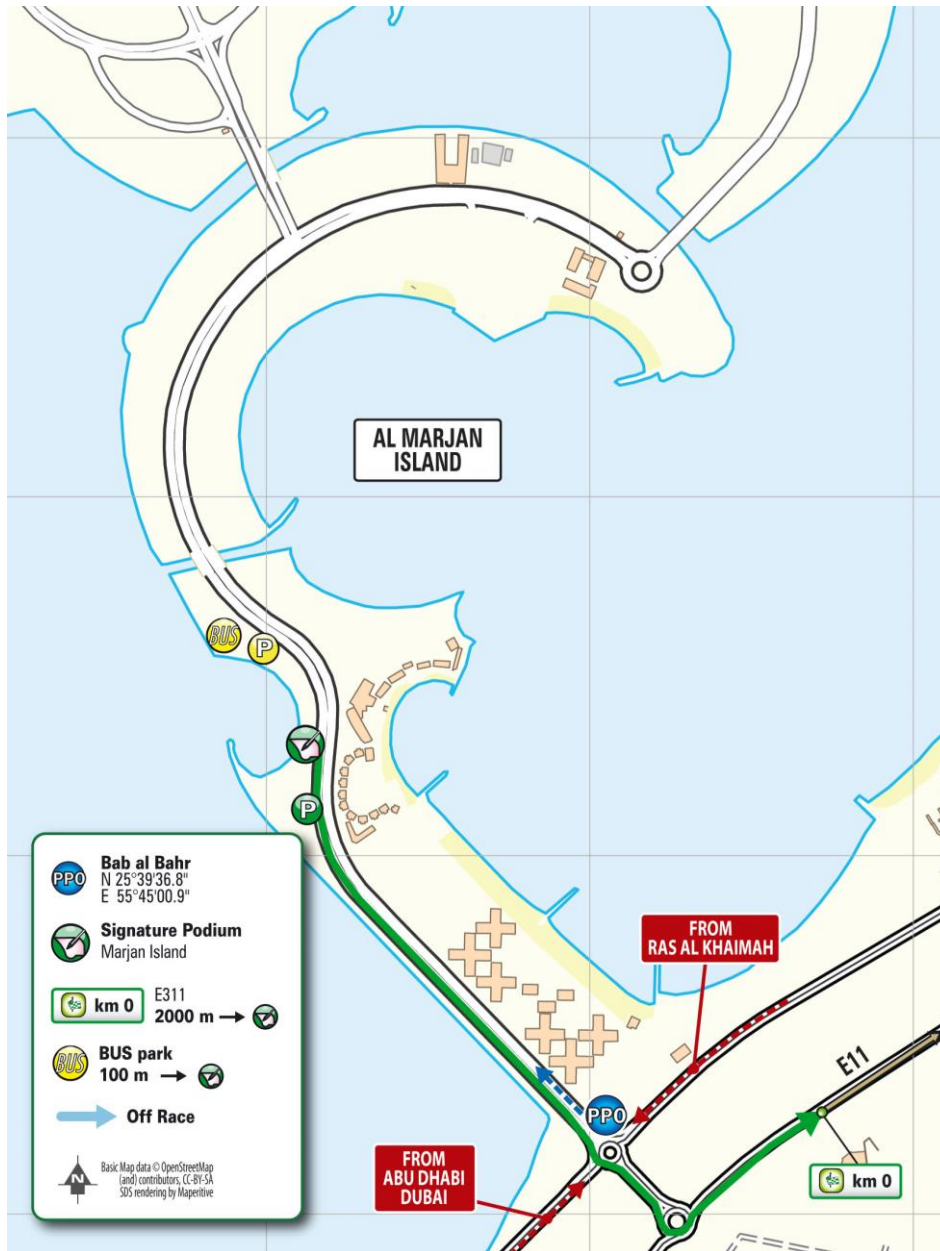 AL MARJAN
ISLAND
BUS
P
P
Bab al Bahr
PPO
N 25°39'36.8"
E 55°45'00.9"
Signature Podium
Marjan Island
km 0
E311
2000 m
BUS
BUS park
100 m
Off Race
N
Basic Map data © OpenStreetMap
(and) contributors, CC-BY-SA
SDS rendering by Maperitive
FROM
RAS AL KHAIMAH
E11
PPO
FROM
ABU DHABI
DUBAI
km 0